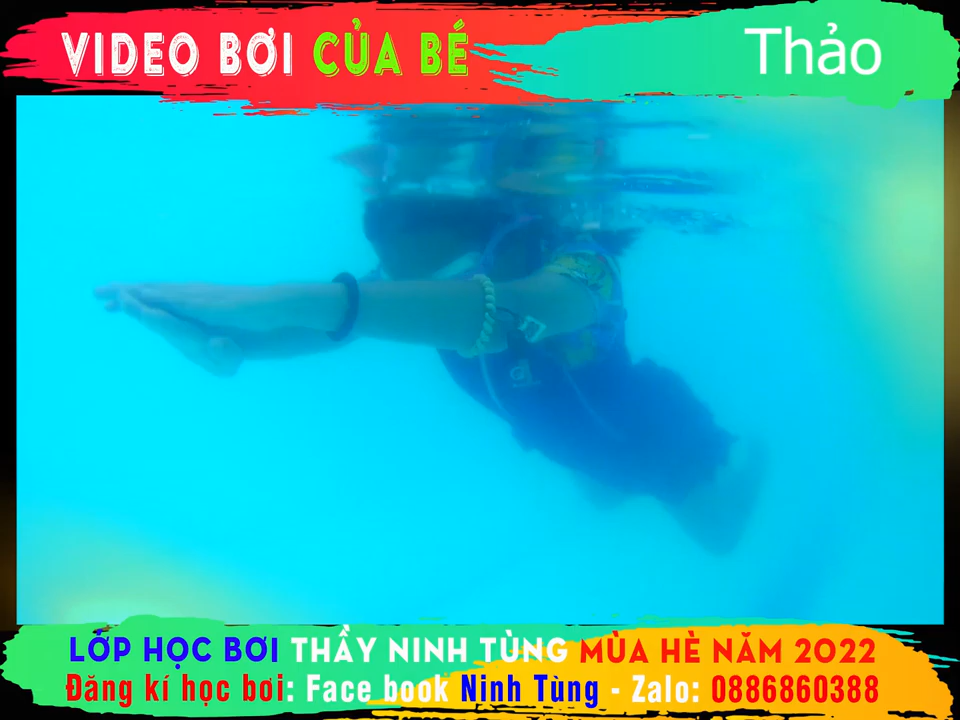 VIDEO BƠI CỦA BÉ
Thảo
LỚP HỌC BƠI THẦY NINH TÙNG MÙA HÈ NĂM 2022
Đăng kí học bơi: Face book Ninh Tùng - Zalo: 0886860388